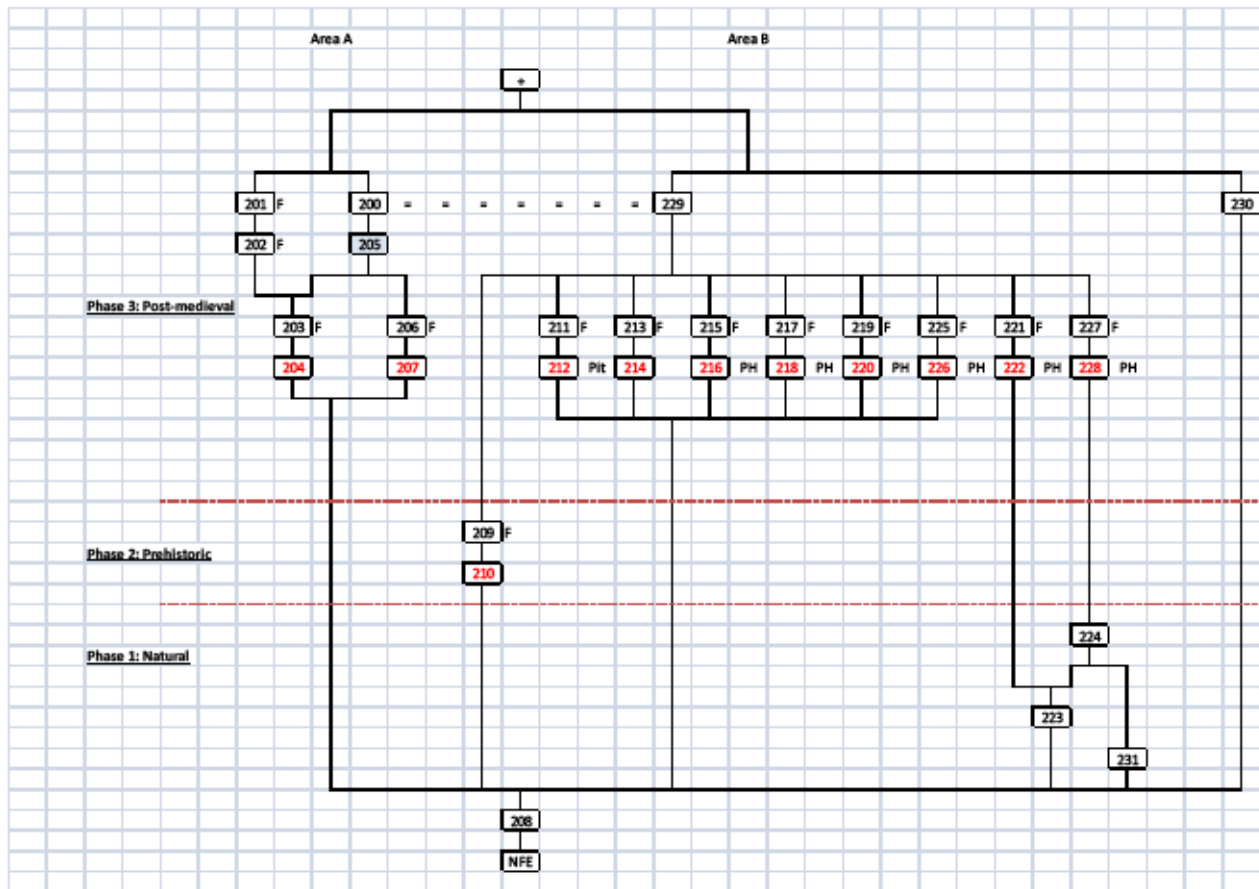 Area A Area B
+
201 F 200 = = = = = = = 229 230
202 F 205
Phase 3: Post-medieval
203 F 206 F 211 F 213 F 215 F 217 F 219 F 225 F 221 F 227 F
204 207 212 Pit 214 216 PH 218 PH 220 PH 226 PH 222 PH 228 PH
209 F
Phase 2: Prehistoric
210
224
Phase 1: Natural
223
231
208
NFE